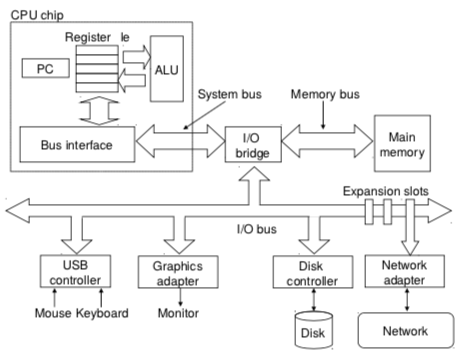 CPU chip
Register le
PC
ALU
System bus
Memory bus
Bus interface
I/O
bridge
Main
memory
Expansion slots
I/O bus
USB
controller
Graphics
adapter
Disk
controller
Network
adapter
Mouse Keyboard
Monitor
Disk
Network